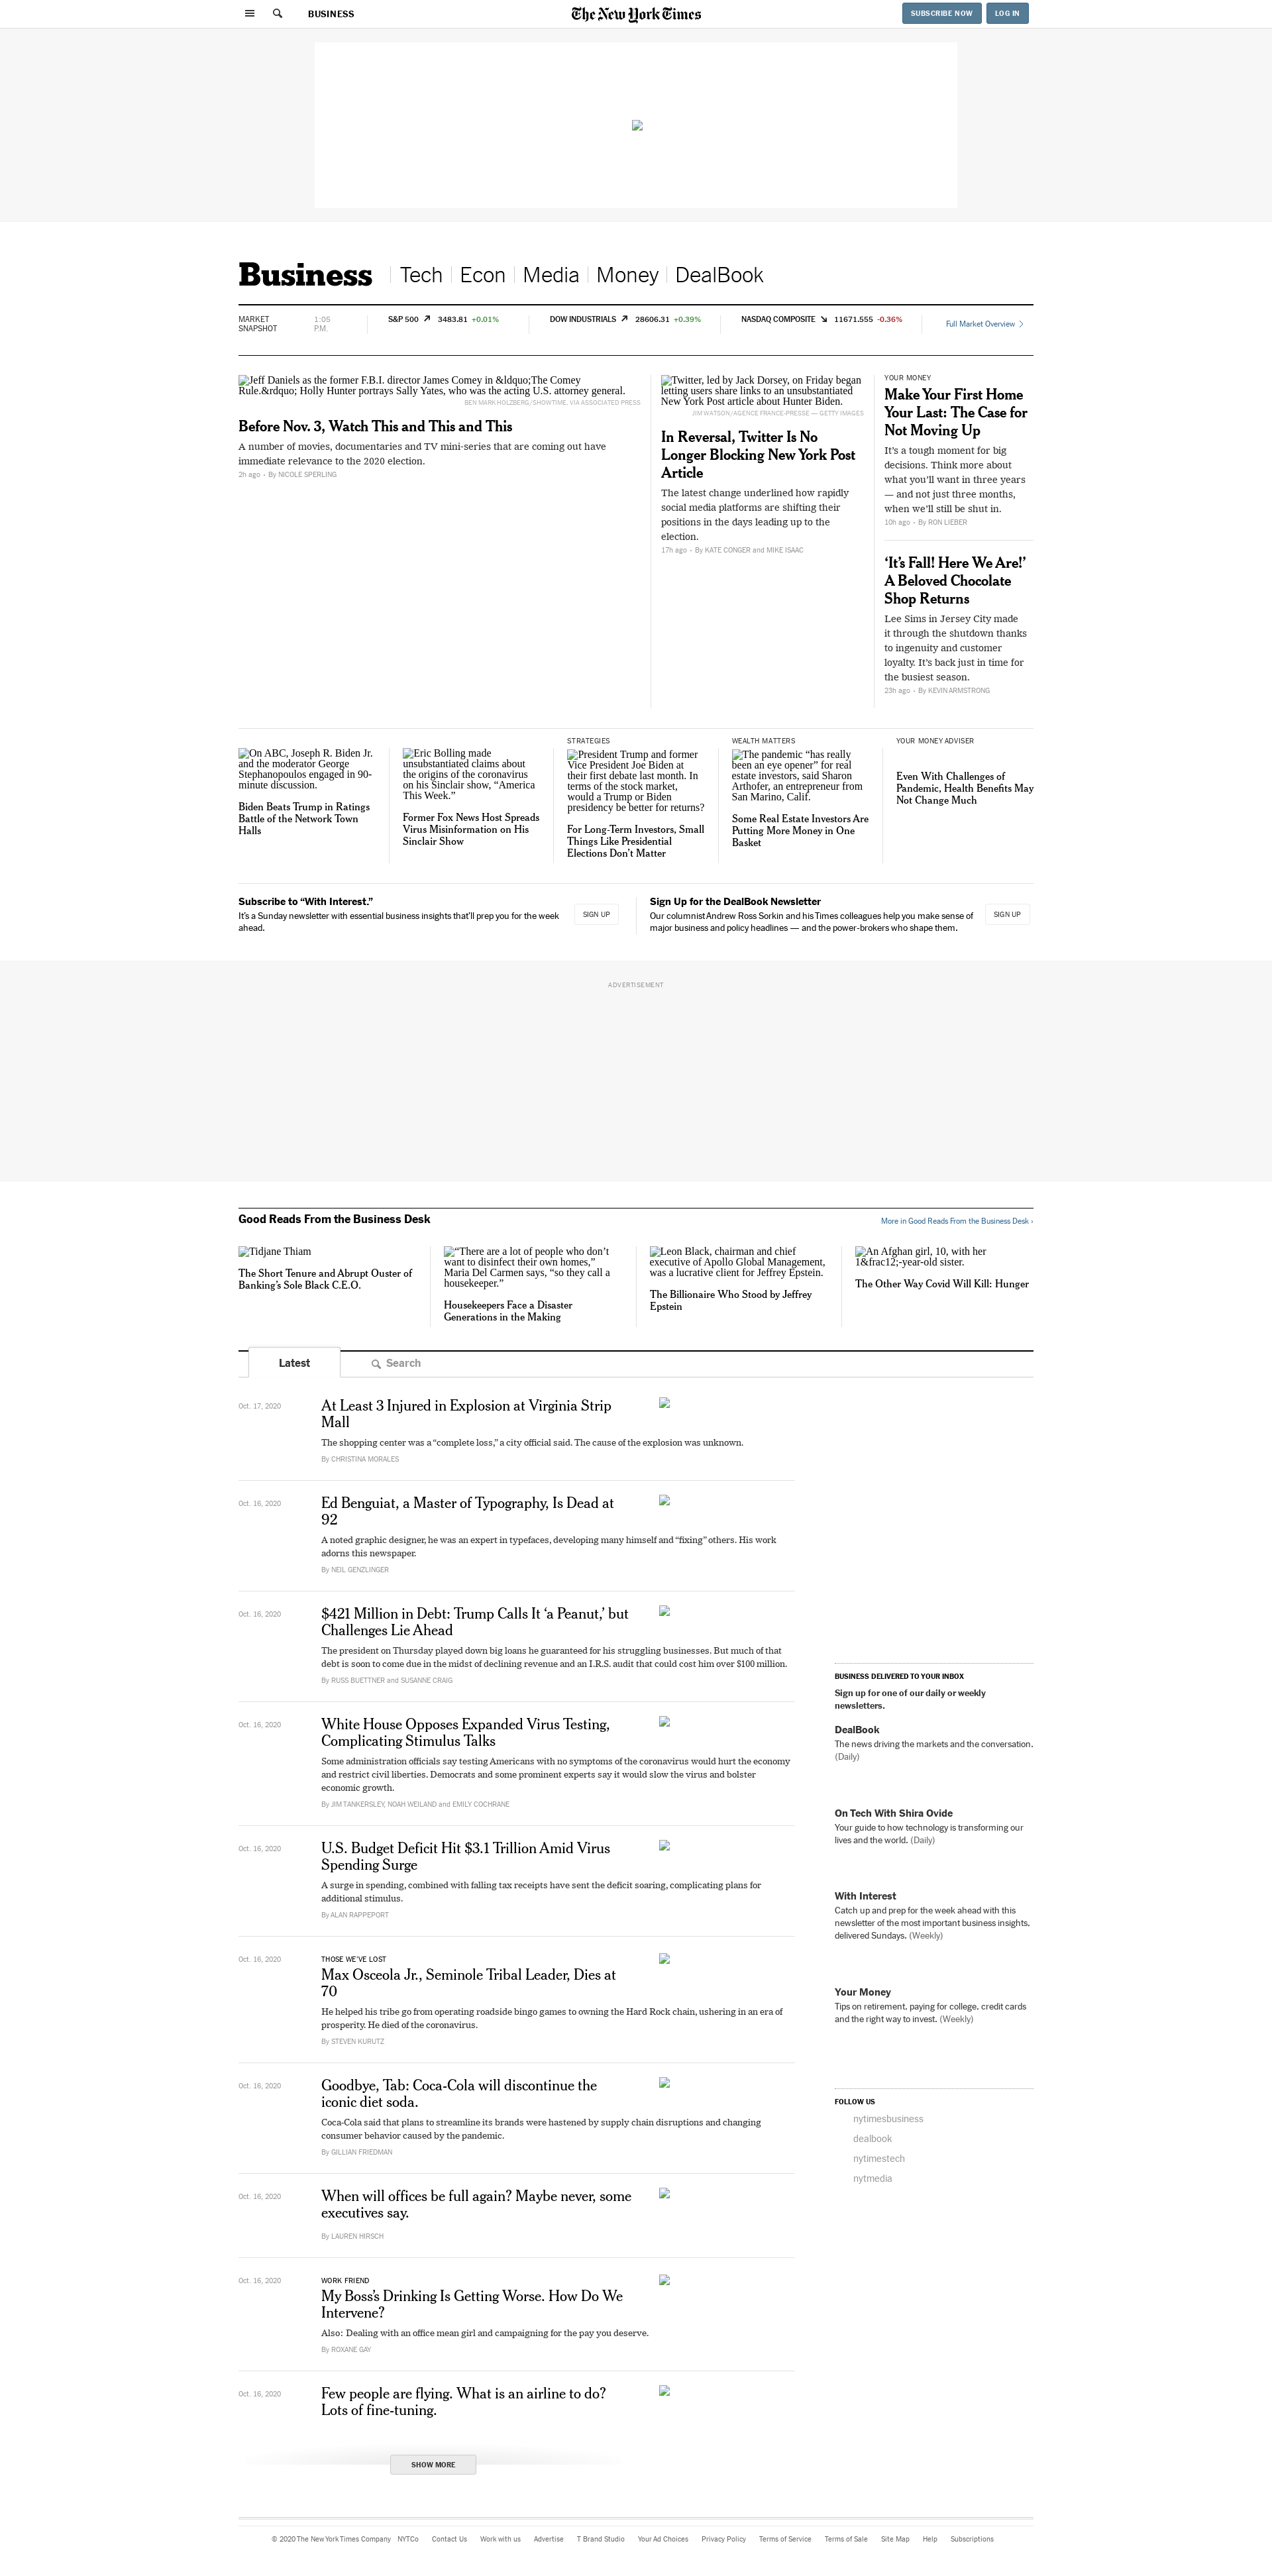 BUSINESS
The New York Times
SUBSCRIBE NOW
LOG IN
Business
Tech
Econ
Media
Money
DealBook
MARKET
SNAPSHOT
1:05
P.M.
S&P 500 3483.81 +0.01%
DOW INDUSTRIALS 28606.31 +0.39%
NASDAQ COMPOSITE 11671.555 -0.36%
Full Market Overview
Jeff Daniels as the former F.B.I. director James Comey in &ldquo;The Comey
Rule.&rdquo; Holly Hunter portrays Sally Yates, who was the acting U.S. attorney general.
BEN MARK HOLZBERG/SHOWTIME, VIA ASSOCIATED PRESS
Before Nov. 3, Watch This and This and This
A number of movies, documentaries and TV mini-series that are coming out have
immediate relevance to the 2020 election.
2h ago • By NICOLE SPERLING
Twitter, led by Jack Dorsey, on Friday began
letting users share links to an unsubstantiated
New York Post article about Hunter Biden.
JIM WATSON/AGENCE FRANCE-PRESSE — GETTY IMAGES
In Reversal, Twitter Is No
Longer Blocking New York Post
Article
The latest change underlined how rapidly
social media platforms are shifting their
positions in the days leading up to the
election.
17h ago • By KATE CONGER and MIKE ISAAC
YOUR MONEY
Make Your First Home
Your Last: The Case for
Not Moving Up
It’s a tough moment for big
decisions. Think more about
what you’ll want in three years
— and not just three months,
when we’ll still be shut in.
10h ago • By RON LIEBER
‘It’s Fall! Here We Are!’
A Beloved Chocolate
Shop Returns
Lee Sims in Jersey City made
it through the shutdown thanks
to ingenuity and customer
loyalty. It’s back just in time for
the busiest season.
23h ago • By KEVIN ARMSTRONG
On ABC, Joseph R. Biden Jr.
and the moderator George
Stephanopoulos engaged in 90-
minute discussion.
Biden Beats Trump in Ratings
Battle of the Network Town
Halls
Eric Bolling made
unsubstantiated claims about
the origins of the coronavirus
on his Sinclair show, “America
This Week.”
Former Fox News Host Spreads
Virus Misinformation on His
Sinclair Show
STRATEGIES
President Trump and former
Vice President Joe Biden at
their first debate last month. In
terms of the stock market,
would a Trump or Biden
presidency be better for returns?
For Long-Term Investors, Small
Things Like Presidential
Elections Don’t Matter
WEALTH MATTERS
The pandemic “has really
been an eye opener” for real
estate investors, said Sharon
Arthofer, an entrepreneur from
San Marino, Calif.
Some Real Estate Investors Are
Putting More Money in One
Basket
YOUR MONEY ADVISER
Even With Challenges of
Pandemic, Health Benefits May
Not Change Much
Subscribe to “With Interest.”
It’s a Sunday newsletter with essential business insights that’ll prep you for the week
ahead.
SIGN UP
Sign Up for the DealBook Newsletter
Our columnist Andrew Ross Sorkin and his Times colleagues help you make sense of
major business and policy headlines — and the power-brokers who shape them.
SIGN UP
ADVERTISEMENT
Good Reads From the Business Desk
More in Good Reads From the Business Desk ›
Tidjane Thiam
The Short Tenure and Abrupt Ouster of
Banking’s Sole Black C.E.O.
“There are a lot of people who don’t
want to disinfect their own homes,”
Maria Del Carmen says, “so they call a
housekeeper.”
Housekeepers Face a Disaster
Generations in the Making
Leon Black, chairman and chief
executive of Apollo Global Management,
was a lucrative client for Jeffrey Epstein.
The Billionaire Who Stood by Jeffrey
Epstein
An Afghan girl, 10, with her
1&frac12;-year-old sister.
The Other Way Covid Will Kill: Hunger
Latest
Search
Oct. 17, 2020
At Least 3 Injured in Explosion at Virginia Strip
Mall
The shopping center was a “complete loss,” a city official said. The cause of the explosion was unknown.
By CHRISTINA MORALES
Oct. 16, 2020
Ed Benguiat, a Master of Typography, Is Dead at
92
A noted graphic designer, he was an expert in typefaces, developing many himself and “fixing” others. His work
adorns this newspaper.
By NEIL GENZLINGER
Oct. 16, 2020
$421 Million in Debt: Trump Calls It ‘a Peanut,’ but
Challenges Lie Ahead
The president on Thursday played down big loans he guaranteed for his struggling businesses. But much of that
debt is soon to come due in the midst of declining revenue and an I.R.S. audit that could cost him over $100 million.
By RUSS BUETTNER and SUSANNE CRAIG
Oct. 16, 2020
White House Opposes Expanded Virus Testing,
Complicating Stimulus Talks
Some administration officials say testing Americans with no symptoms of the coronavirus would hurt the economy
and restrict civil liberties. Democrats and some prominent experts say it would slow the virus and bolster
economic growth.
By JIM TANKERSLEY, NOAH WEILAND and EMILY COCHRANE
Oct. 16, 2020
U.S. Budget Deficit Hit $3.1 Trillion Amid Virus
Spending Surge
A surge in spending, combined with falling tax receipts have sent the deficit soaring, complicating plans for
additional stimulus.
By ALAN RAPPEPORT
Oct. 16, 2020
THOSE WE’VE LOST
Max Osceola Jr., Seminole Tribal Leader, Dies at
70
He helped his tribe go from operating roadside bingo games to owning the Hard Rock chain, ushering in an era of
prosperity. He died of the coronavirus.
By STEVEN KURUTZ
Oct. 16, 2020
Goodbye, Tab: Coca-Cola will discontinue the
iconic diet soda.
Coca-Cola said that plans to streamline its brands were hastened by supply chain disruptions and changing
consumer behavior caused by the pandemic.
By GILLIAN FRIEDMAN
Oct. 16, 2020
When will offices be full again? Maybe never, some
executives say.
By LAUREN HIRSCH
Oct. 16, 2020
WORK FRIEND
My Boss’s Drinking Is Getting Worse. How Do We
Intervene?
Also: Dealing with an office mean girl and campaigning for the pay you deserve.
By ROXANE GAY
Oct. 16, 2020
Few people are flying. What is an airline to do?
Lots of fine-tuning.
SHOW MORE
BUSINESS DELIVERED TO YOUR INBOX
Sign up for one of our daily or weekly
newsletters.
DealBook
The news driving the markets and the conversation.
(Daily)
On Tech With Shira Ovide
Your guide to how technology is transforming our
lives and the world. (Daily)
With Interest
Catch up and prep for the week ahead with this
newsletter of the most important business insights,
delivered Sundays. (Weekly)
Your Money
Tips on retirement, paying for college, credit cards
and the right way to invest. (Weekly)
FOLLOW US
nytimesbusiness
dealbook
nytimestech
nytmedia
© 2020 The New York Times Company NYTCo Contact Us Work with us Advertise T Brand Studio Your Ad Choices Privacy Policy Terms of Service Terms of Sale Site Map Help Subscriptions